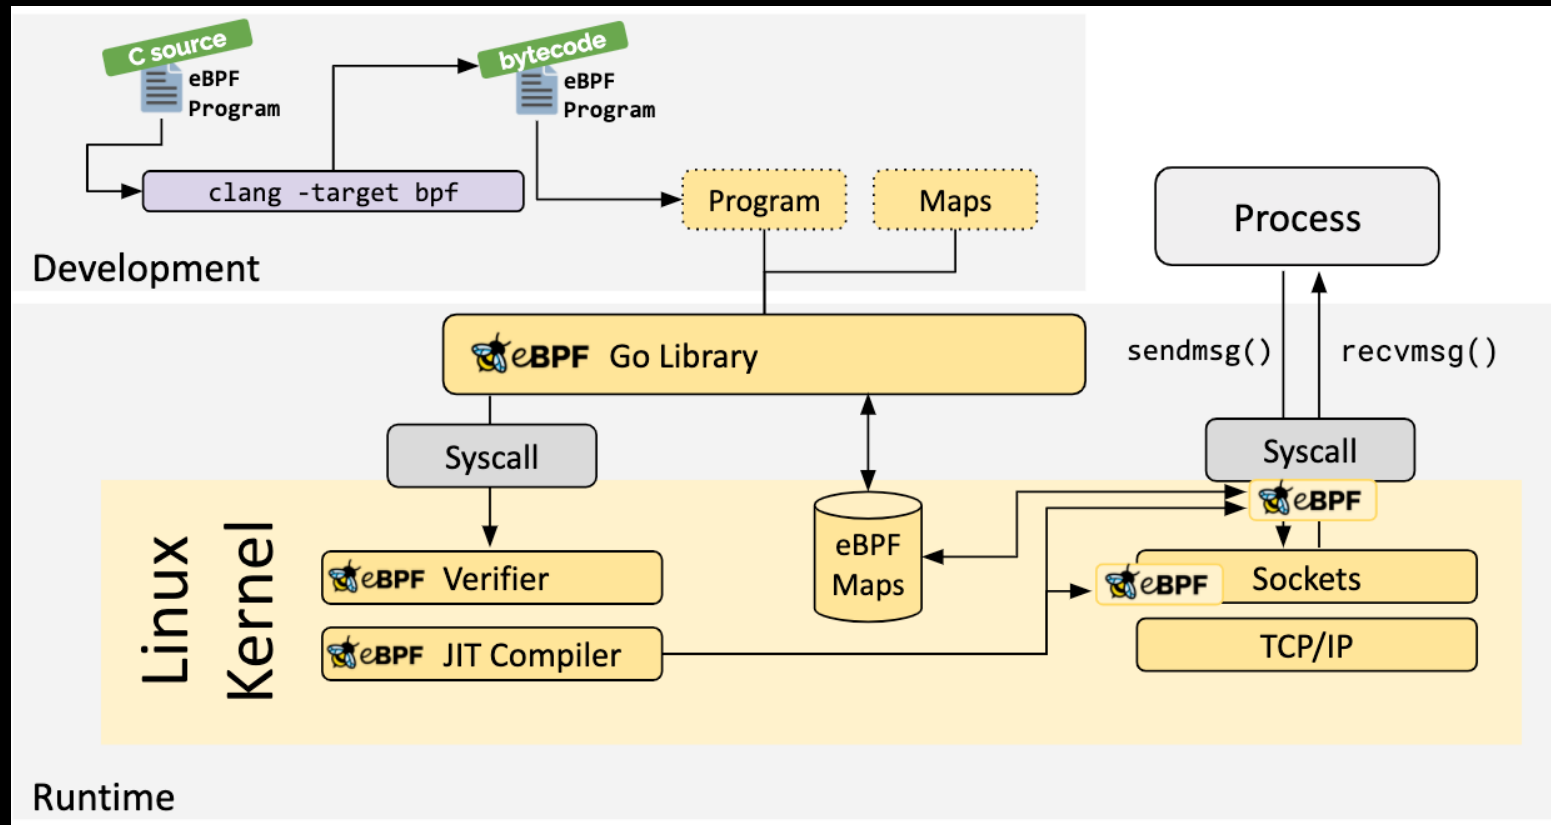 C source
eBPF
Program
bytecode
eBPF
Program
clang -target bpf
Program
Maps
Development
Process
eBPF Go Library
sendmsg()
recvmsg()
Syscall
Syscall
eBPF
Linux
Kernel
eBPF Verifier
eBPF
Maps
eBPF
Sockets
eBPF JIT Compiler
TCP/IP
Runtime